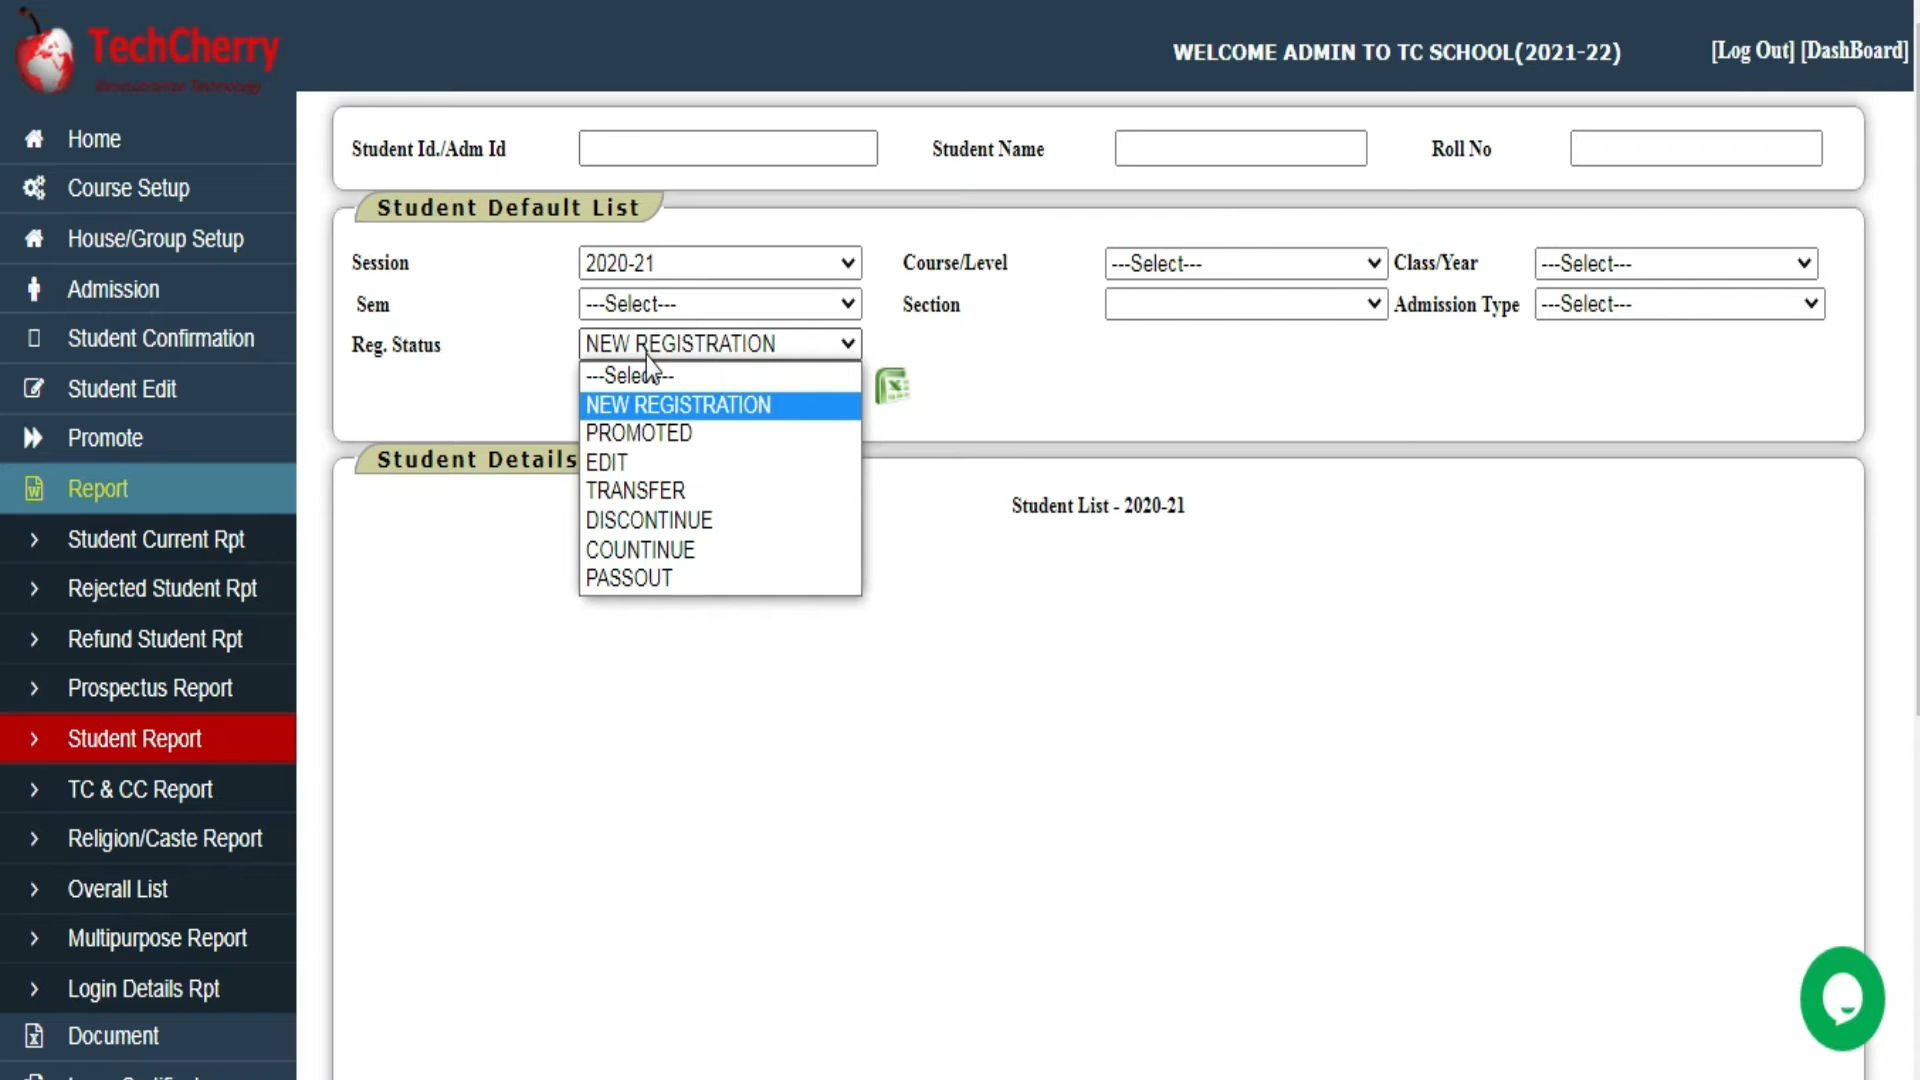 TechCherry
WELCOME ADMIN TO TC SCHOOL(2021-22)
[Log Out] [DashBoard]
Home
Course Setup
House/Group Setup
Admission
Student Confirmation
Student Edit
Promote
Report
Student Current Rpt
Rejected Student Rpt
Refund Student Rpt
Prospectus Report
Student Report
TC & CC Report
Religion/Caste Report
Overall List
Multipurpose Report
Login Details Rpt
Document
Student Id./Adm Id
Student Name
Roll No
Student Default List
Session
2020-21
Course/Level
---Select---
Class/Year
---Select---
Sem
---Select---
Section
Admission Type
---Select---
Reg. Status
NEW REGISTRATION
---Select---
NEW REGISTRATION
PROMOTED
EDIT
TRANSFER
DISCONTINUE
COUNTINUE
PASSOUT
Student Details
Student List - 2020-21